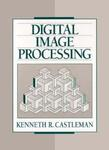 DIGITAL
IMAGE
PROCESSING
KENNETH R. CASTLEMAN